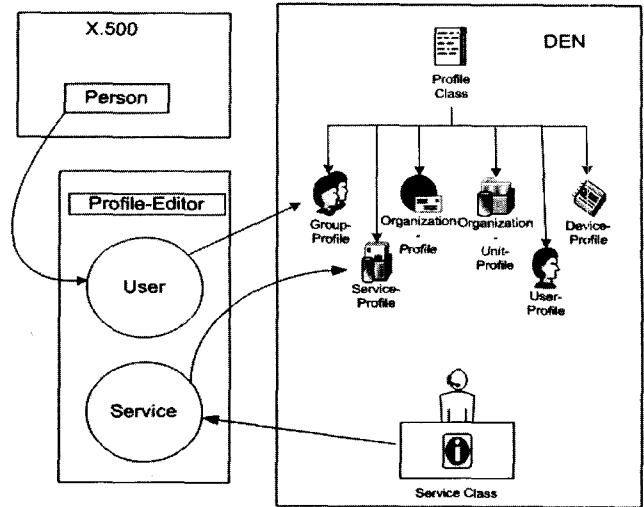 X.500
Person
Profile-Editor
User
Service
DEN
Profile
Class
Group-
Profile
Service-
Profile
Organization
-
Profile
Organization
-
Unit-
Profile
User-
Profile
Device-
Profile
i
Service Class